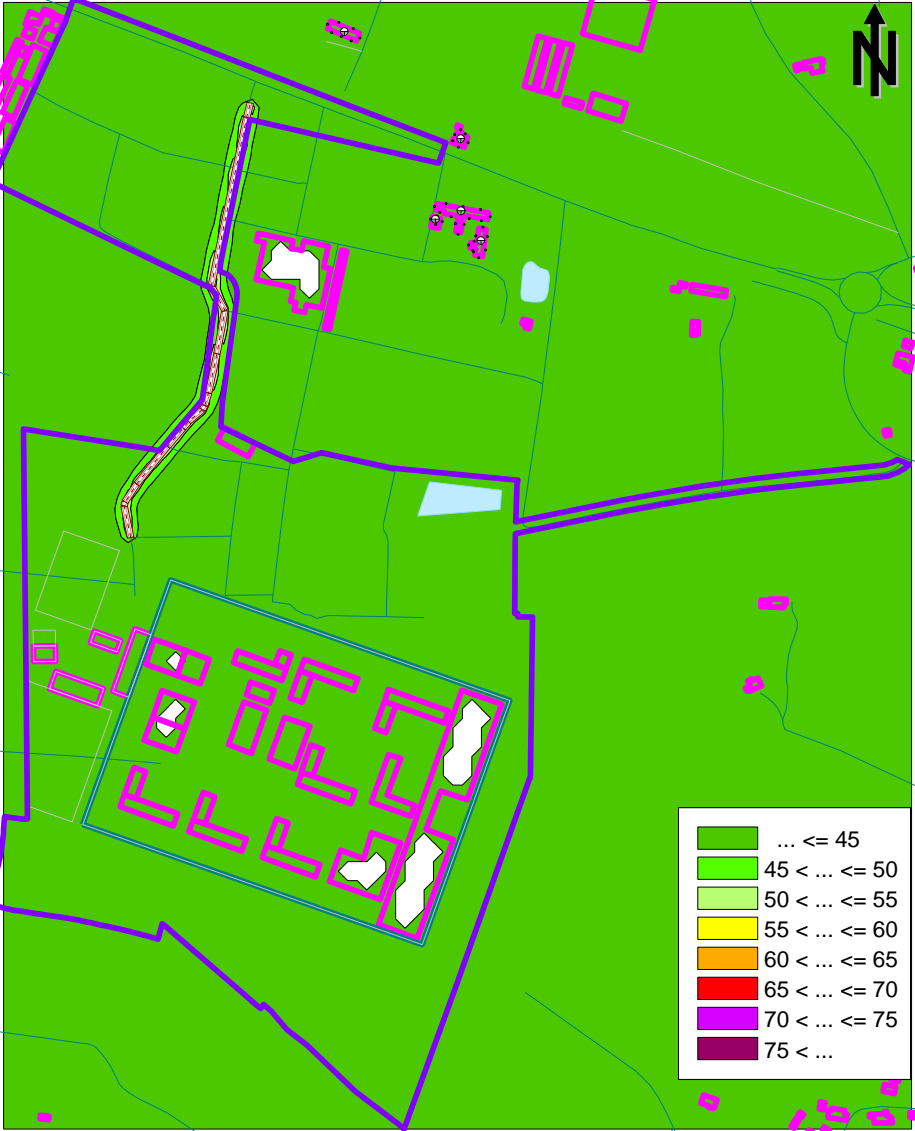 N
... <= 45
45 < ... <= 50
50 < ... <= 55
55 < ... <= 60
60 < ... <= 65
65 < ... <= 70
70 < ... <= 75
75 < ...